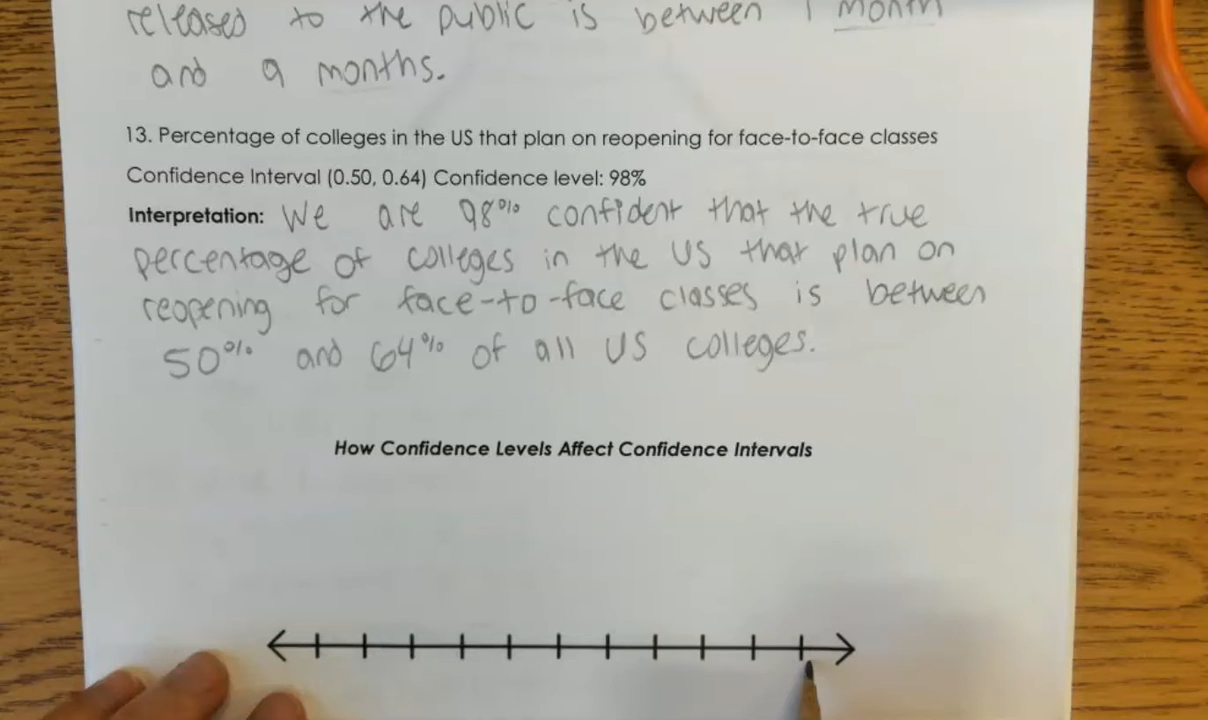 released to the public is between 1 month
and 9 months.
13. Percentage of colleges in the US that plan on reopening for face-to-face classes
Confidence Interval (0.50, 0.64) Confidence level: 98%
Interpretation: We are 98% confident that the true
percentage of colleges in the US that plan on
reopening for face-to-face classes is between
50% and 64% of all US colleges.
How Confidence Levels Affect Confidence Intervals